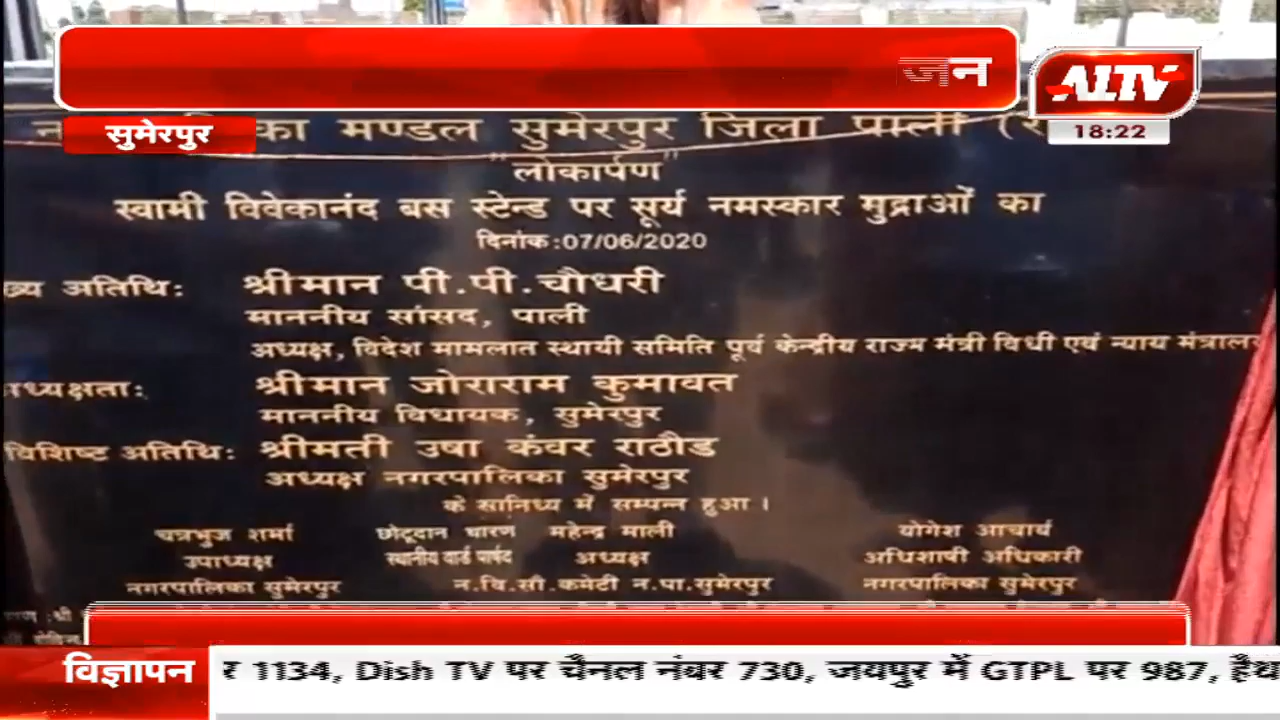 जन
ALTV
18:22
सुमेरपुर
का मण्डल सुमेरपुर जिला पाली
"लोकार्पण"
स्वामी विवेकानंद बस स्टेन्ड पर सूर्य नमस्कार मुद्राओं का
दिनांक:07/06/2020
ख्य अतिथि: श्रीमान पी.पी.चौधरी
माननीय सांसद, पाली
अध्यक्ष, विदेश मामलात स्थायी समिति पूर्व केन्द्रीय राज्य मंत्री विधी एवं न्याय मंत्रालय
अध्यक्षता: श्रीमान जोराराम कुमावत
माननीय विधायक, सुमेरपुर
विशिष्ट अतिथि: श्रीमती उषा कंवर राठौड
अध्यक्ष नगरपालिका सुमेरपुर
के सानिध्य में सम्पन्न हुआ।
चत्रभुज शर्मा छोटूदान चारण महेन्द्र माली योगेश आचार्य
उपाध्यक्ष स्थानीय वार्ड पार्षद अध्यक्ष अधिशाषी अधिकारी
नगरपालिका सुमेरपुर न.वि.सी.कमेटी न.पा.सुमेरपुर नगरपालिका सुमेरपुर
विज्ञापन
र 1134, Dish TV पर चैनल नंबर 730, जयपुर में GTPL पर 987,